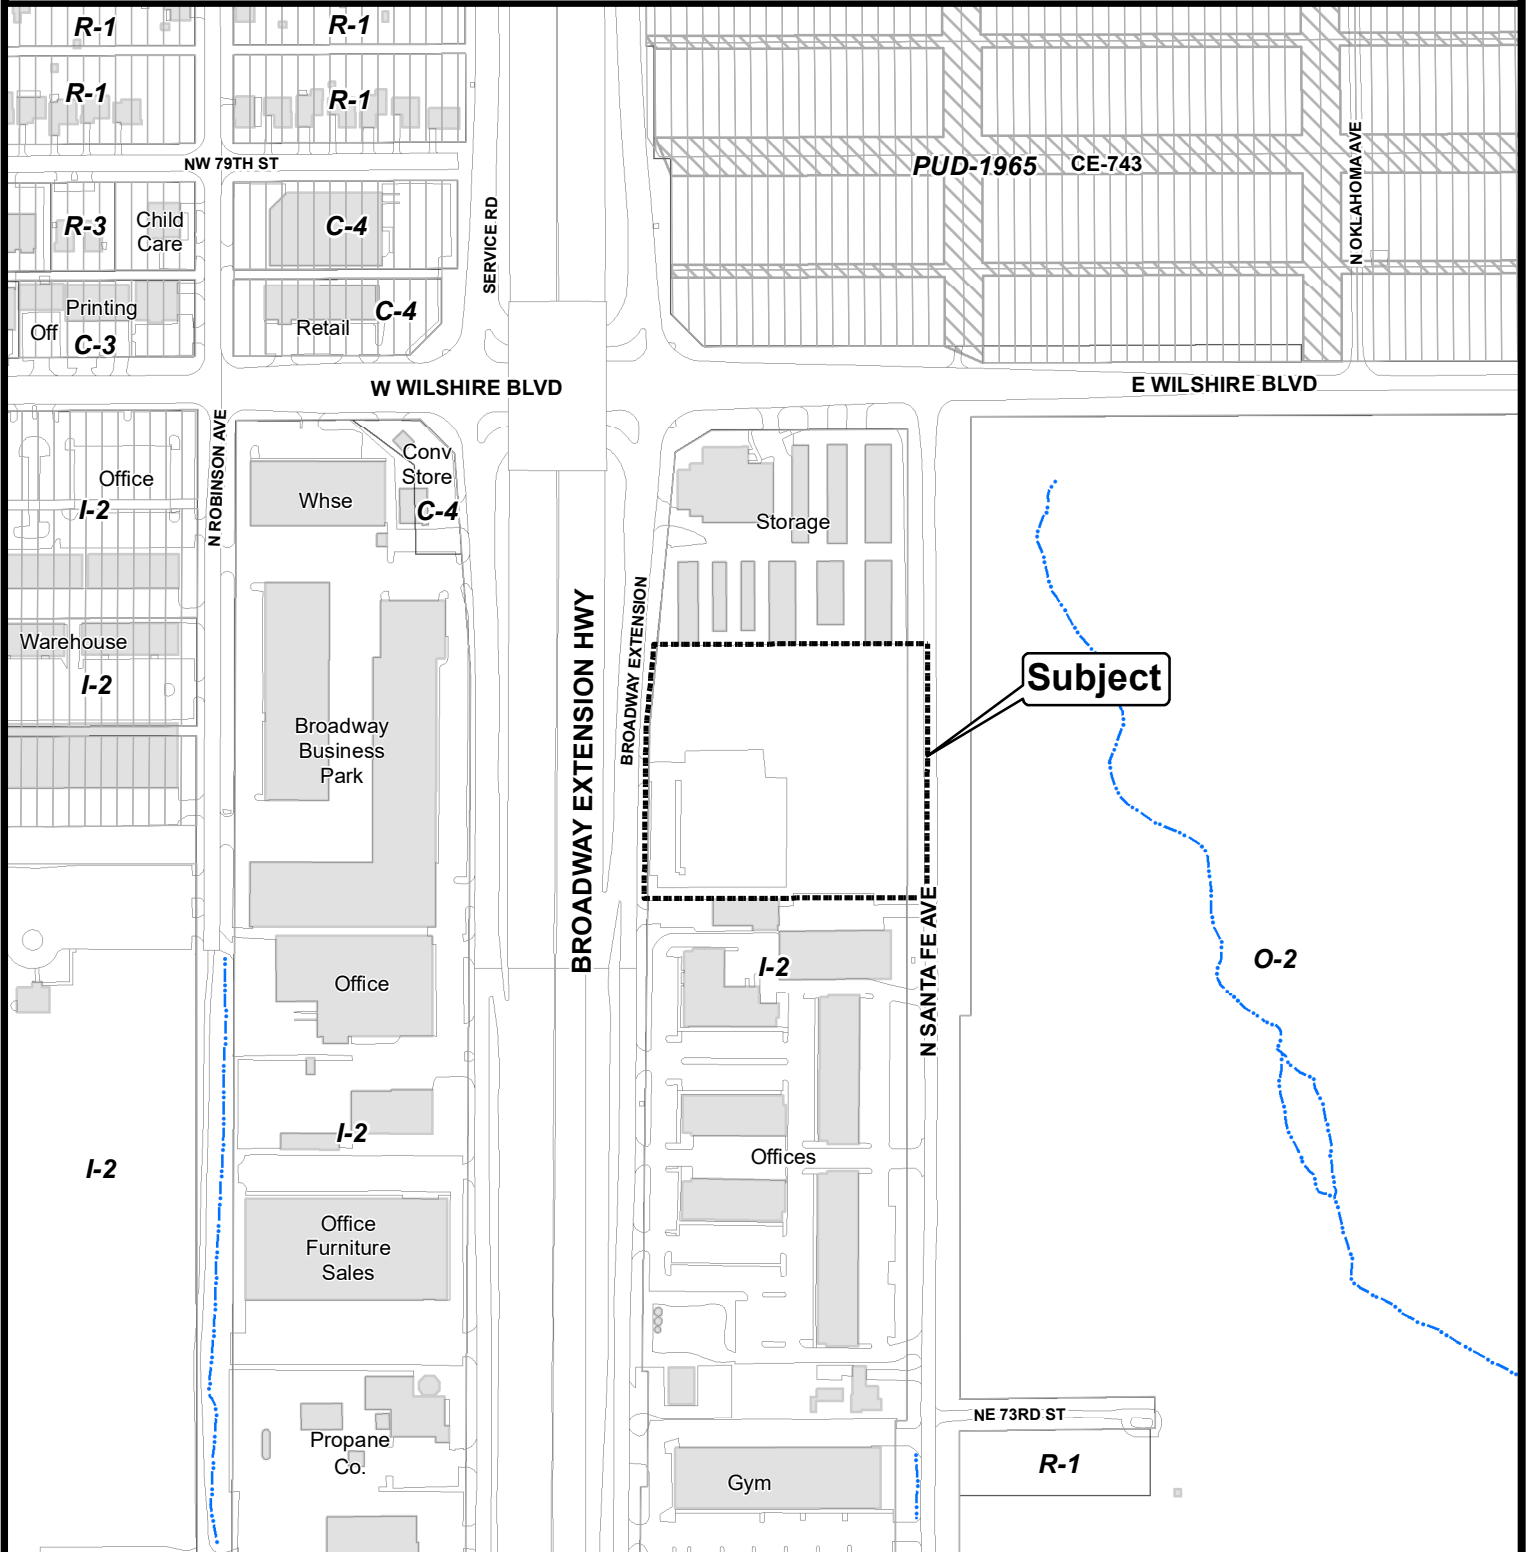 R-1
R-1
R-1
R-1
NW 79TH ST
PUD-1965
CE-743
N OKLAHOMA AVE
R-3
Child
Care
C-4
SERVICE RD
Printing
Off
C-3
C-4
Retail
W WILSHIRE BLVD
E WILSHIRE BLVD
N ROBINSON AVE
Office
I-2
Whse
Conv
Store
C-4
Storage
Warehouse
I-2
BROADWAY EXTENSION HWY
BROADWAY EXTENSION
Subject
Broadway
Business
Park
Office
I-2
N SANTA FE AVE
O-2
I-2
I-2
Offices
Office
Furniture
Sales
NE 73RD ST
Propane
Co.
Gym
R-1